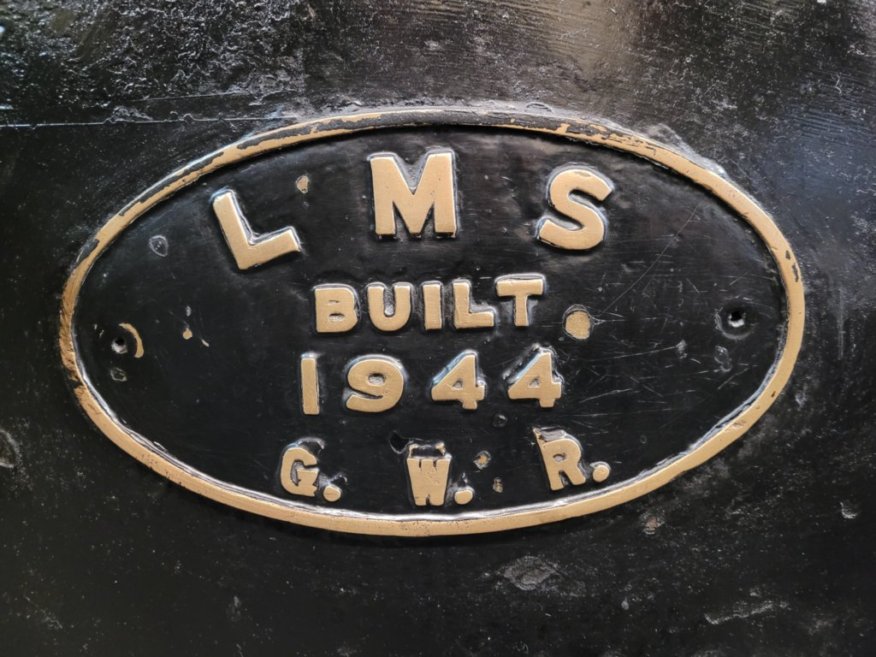 LMS
BUILT.
1944
G. W. R.